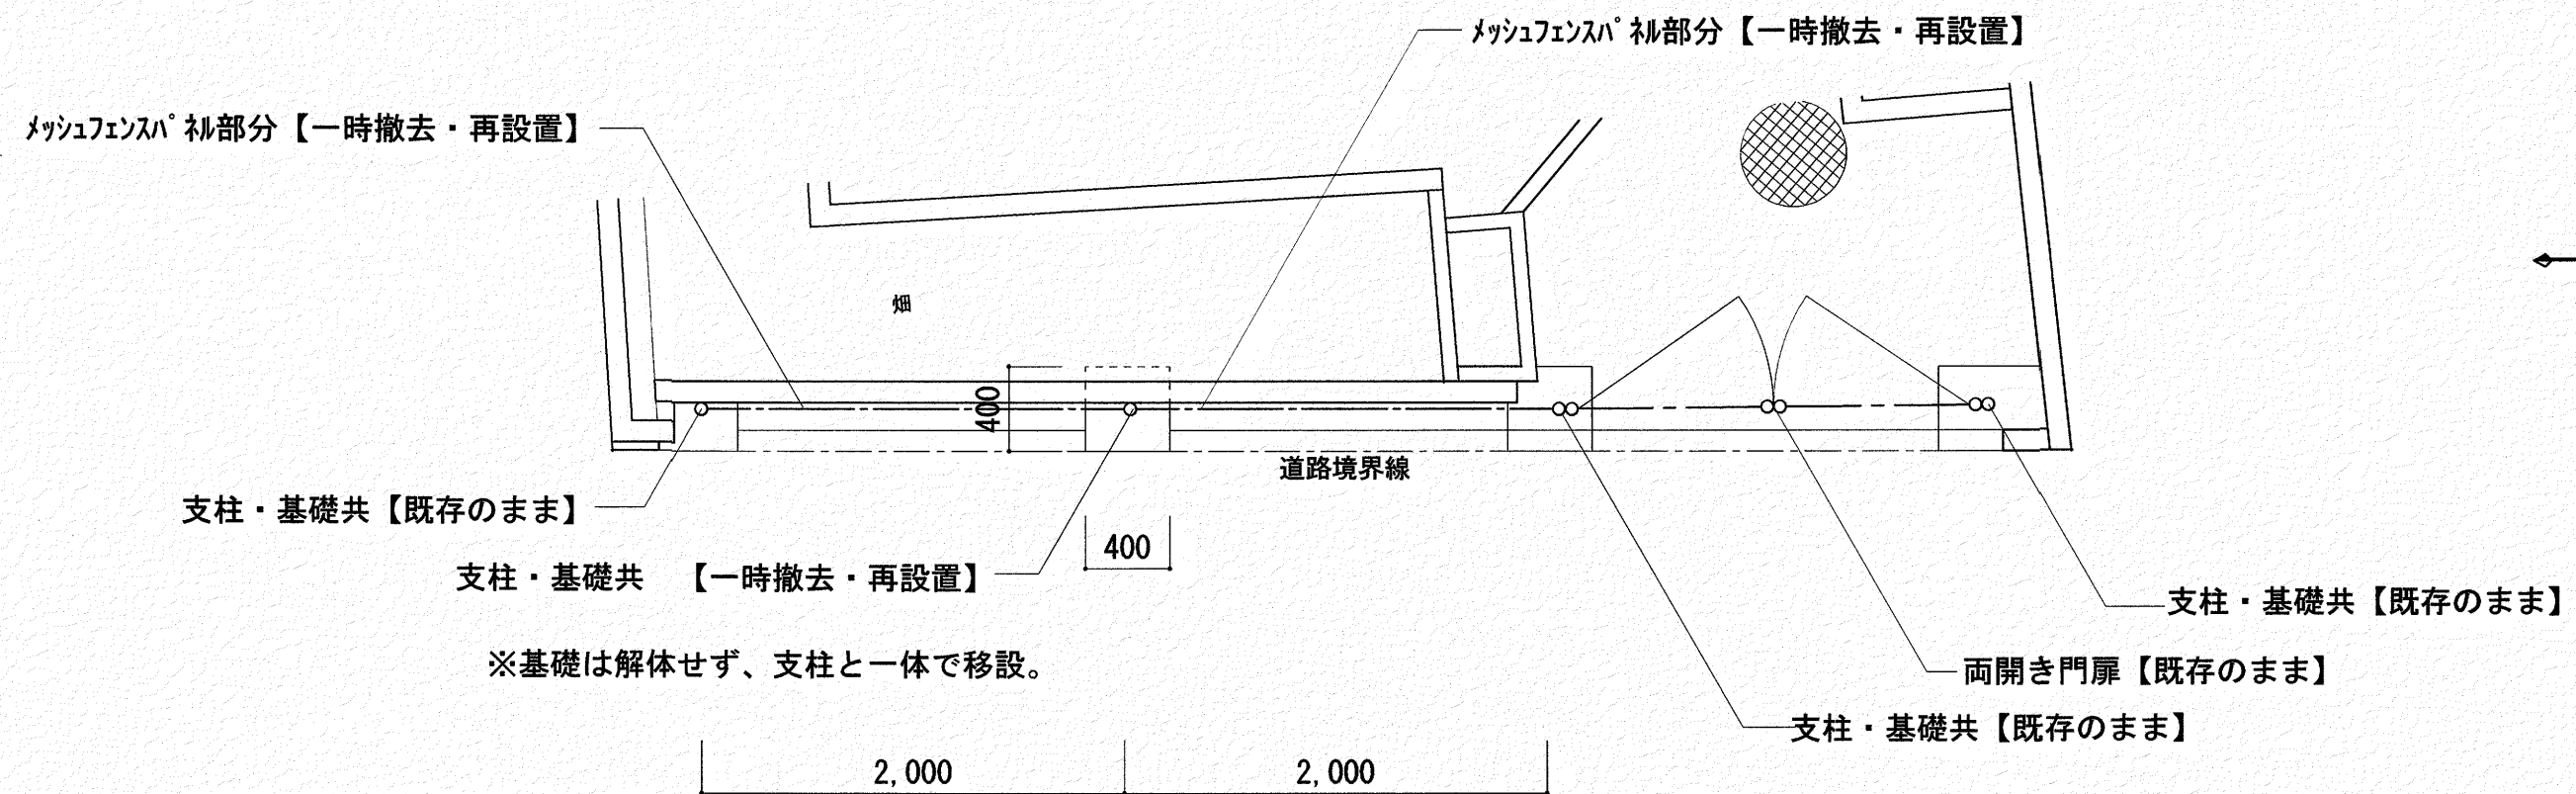 ﾒｯｼｭﾌｪﾝｽﾊﾟﾈﾙ部分【一時撤去・再設置】
ﾒｯｼｭﾌｪﾝｽﾊﾟﾈﾙ部分【一時撤去・再設置】
畑
400
道路境界線
支柱・基礎共【既存のまま】
400
支柱・基礎共　【一時撤去・再設置】
支柱・基礎共【既存のまま】
※基礎は解体せず、支柱と一体で移設。
両開き門扉【既存のまま】
支柱・基礎共【既存のまま】
2,000
2,000